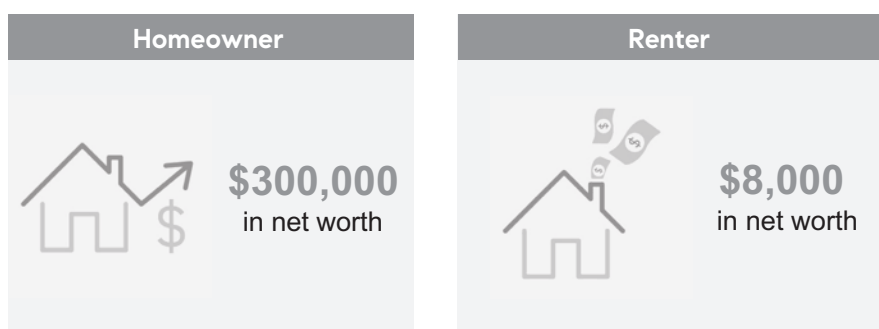 Homeowner
$
$300,000
in net worth
Renter
$
$
$
$8,000
in net worth